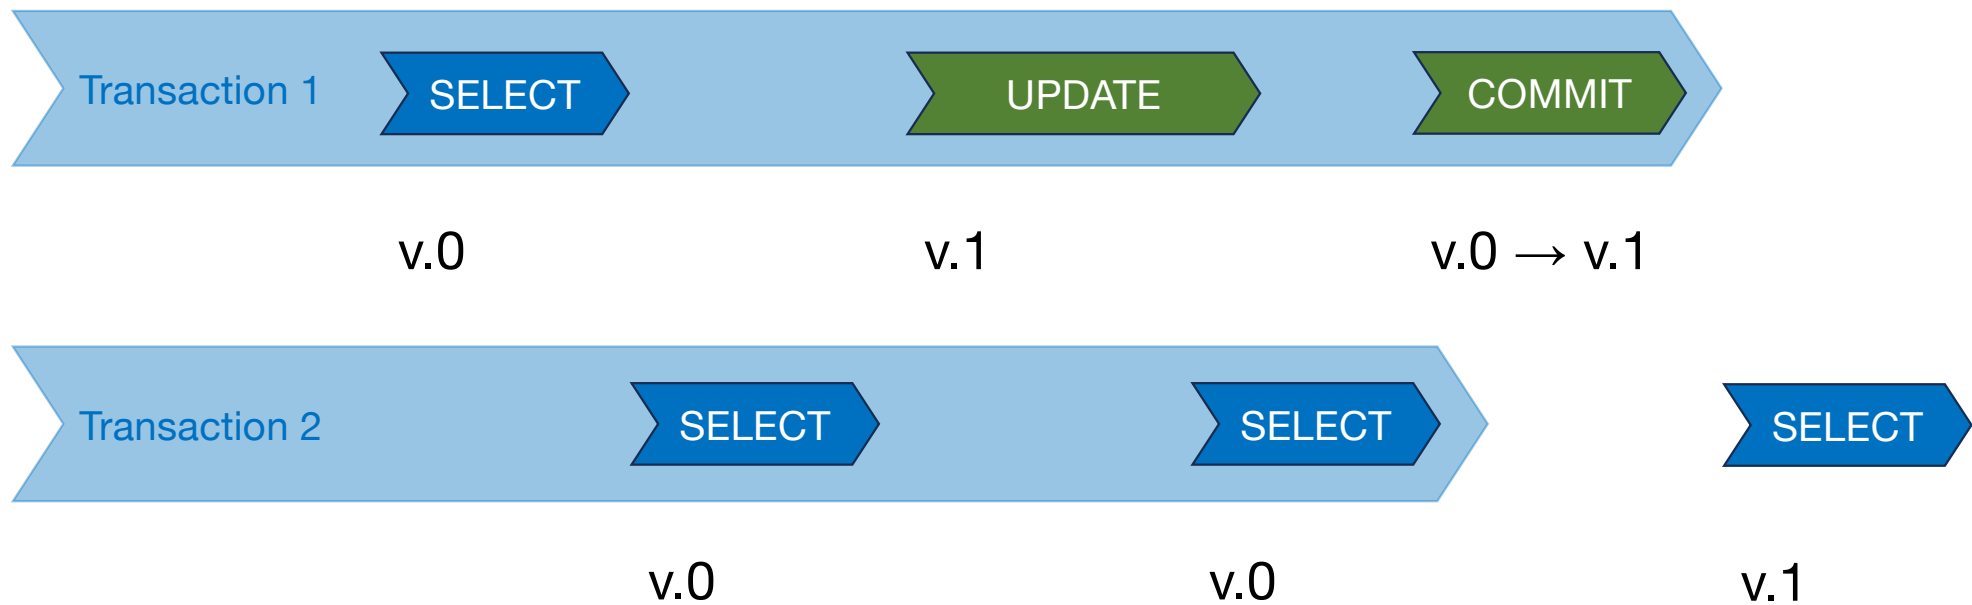 Transaction 1 SELECT UPDATE COMMIT
v.0 v.1 v.0 → v.1
Transaction 2 SELECT SELECT SELECT
v.0 v.0 v.1